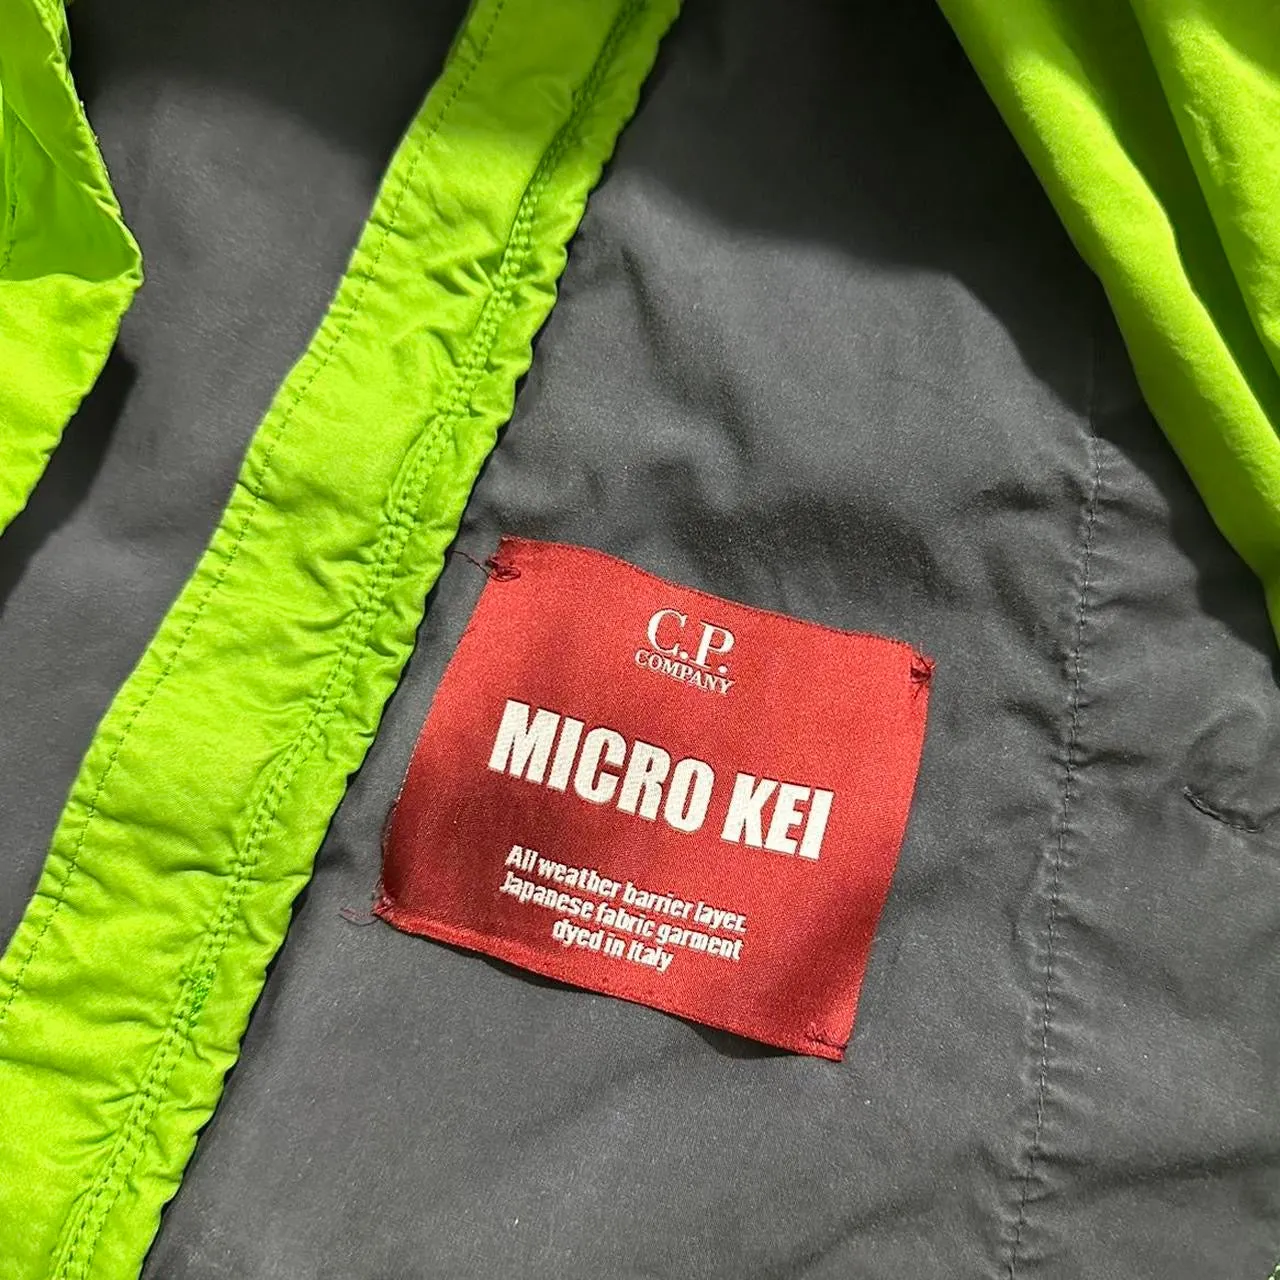 C.P.
COMPANY
MICRO KEI
All weather barrier layer.
Japanese fabric garment
dyed in Italy